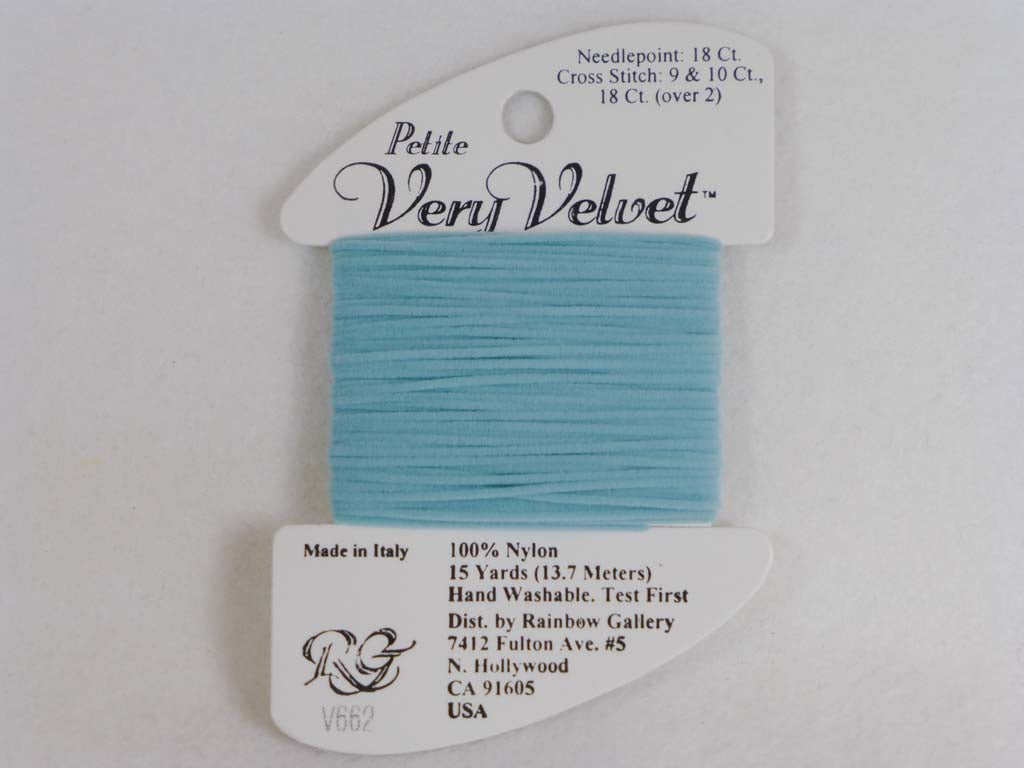 Needlepoint: 18 Ct.
Cross Stitch: 9 & 10 Ct.,
18 Ct. (over 2)
Petite
Very Velvet™
Made in Italy
100% Nylon
15 Yards (13.7 Meters)
Hand Washable. Test First
Dist. by Rainbow Gallery
7412 Fulton Ave. #5
N. Hollywood
CA 91605
USA
RG
V662